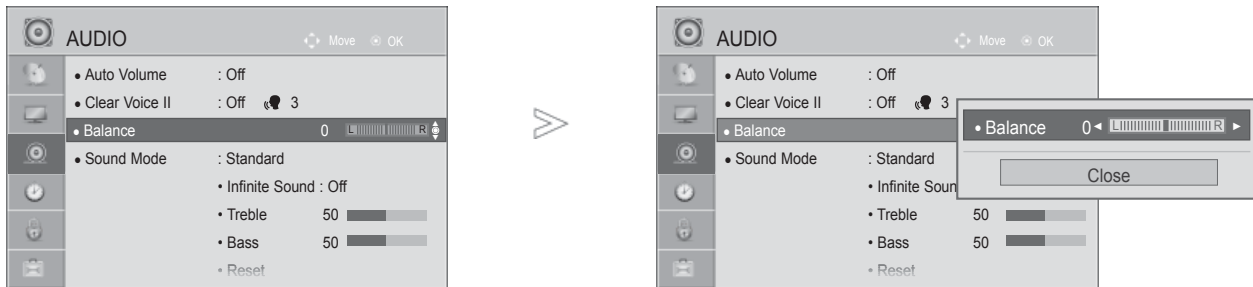 AUDIO Move OK
• Auto Volume : Off
• Clear Voice II : Off 3
• Balance 0 L R
• Sound Mode : Standard
• Infinite Sound : Off
• Treble 50
• Bass 50
• Reset
AUDIO Move OK
• Auto Volume : Off
• Clear Voice II : Off 3
• Balance
• Sound Mode : Standard
• Infinite Soun
• Treble 50
• Bass 50
• Reset
• Balance 0 L R
Close